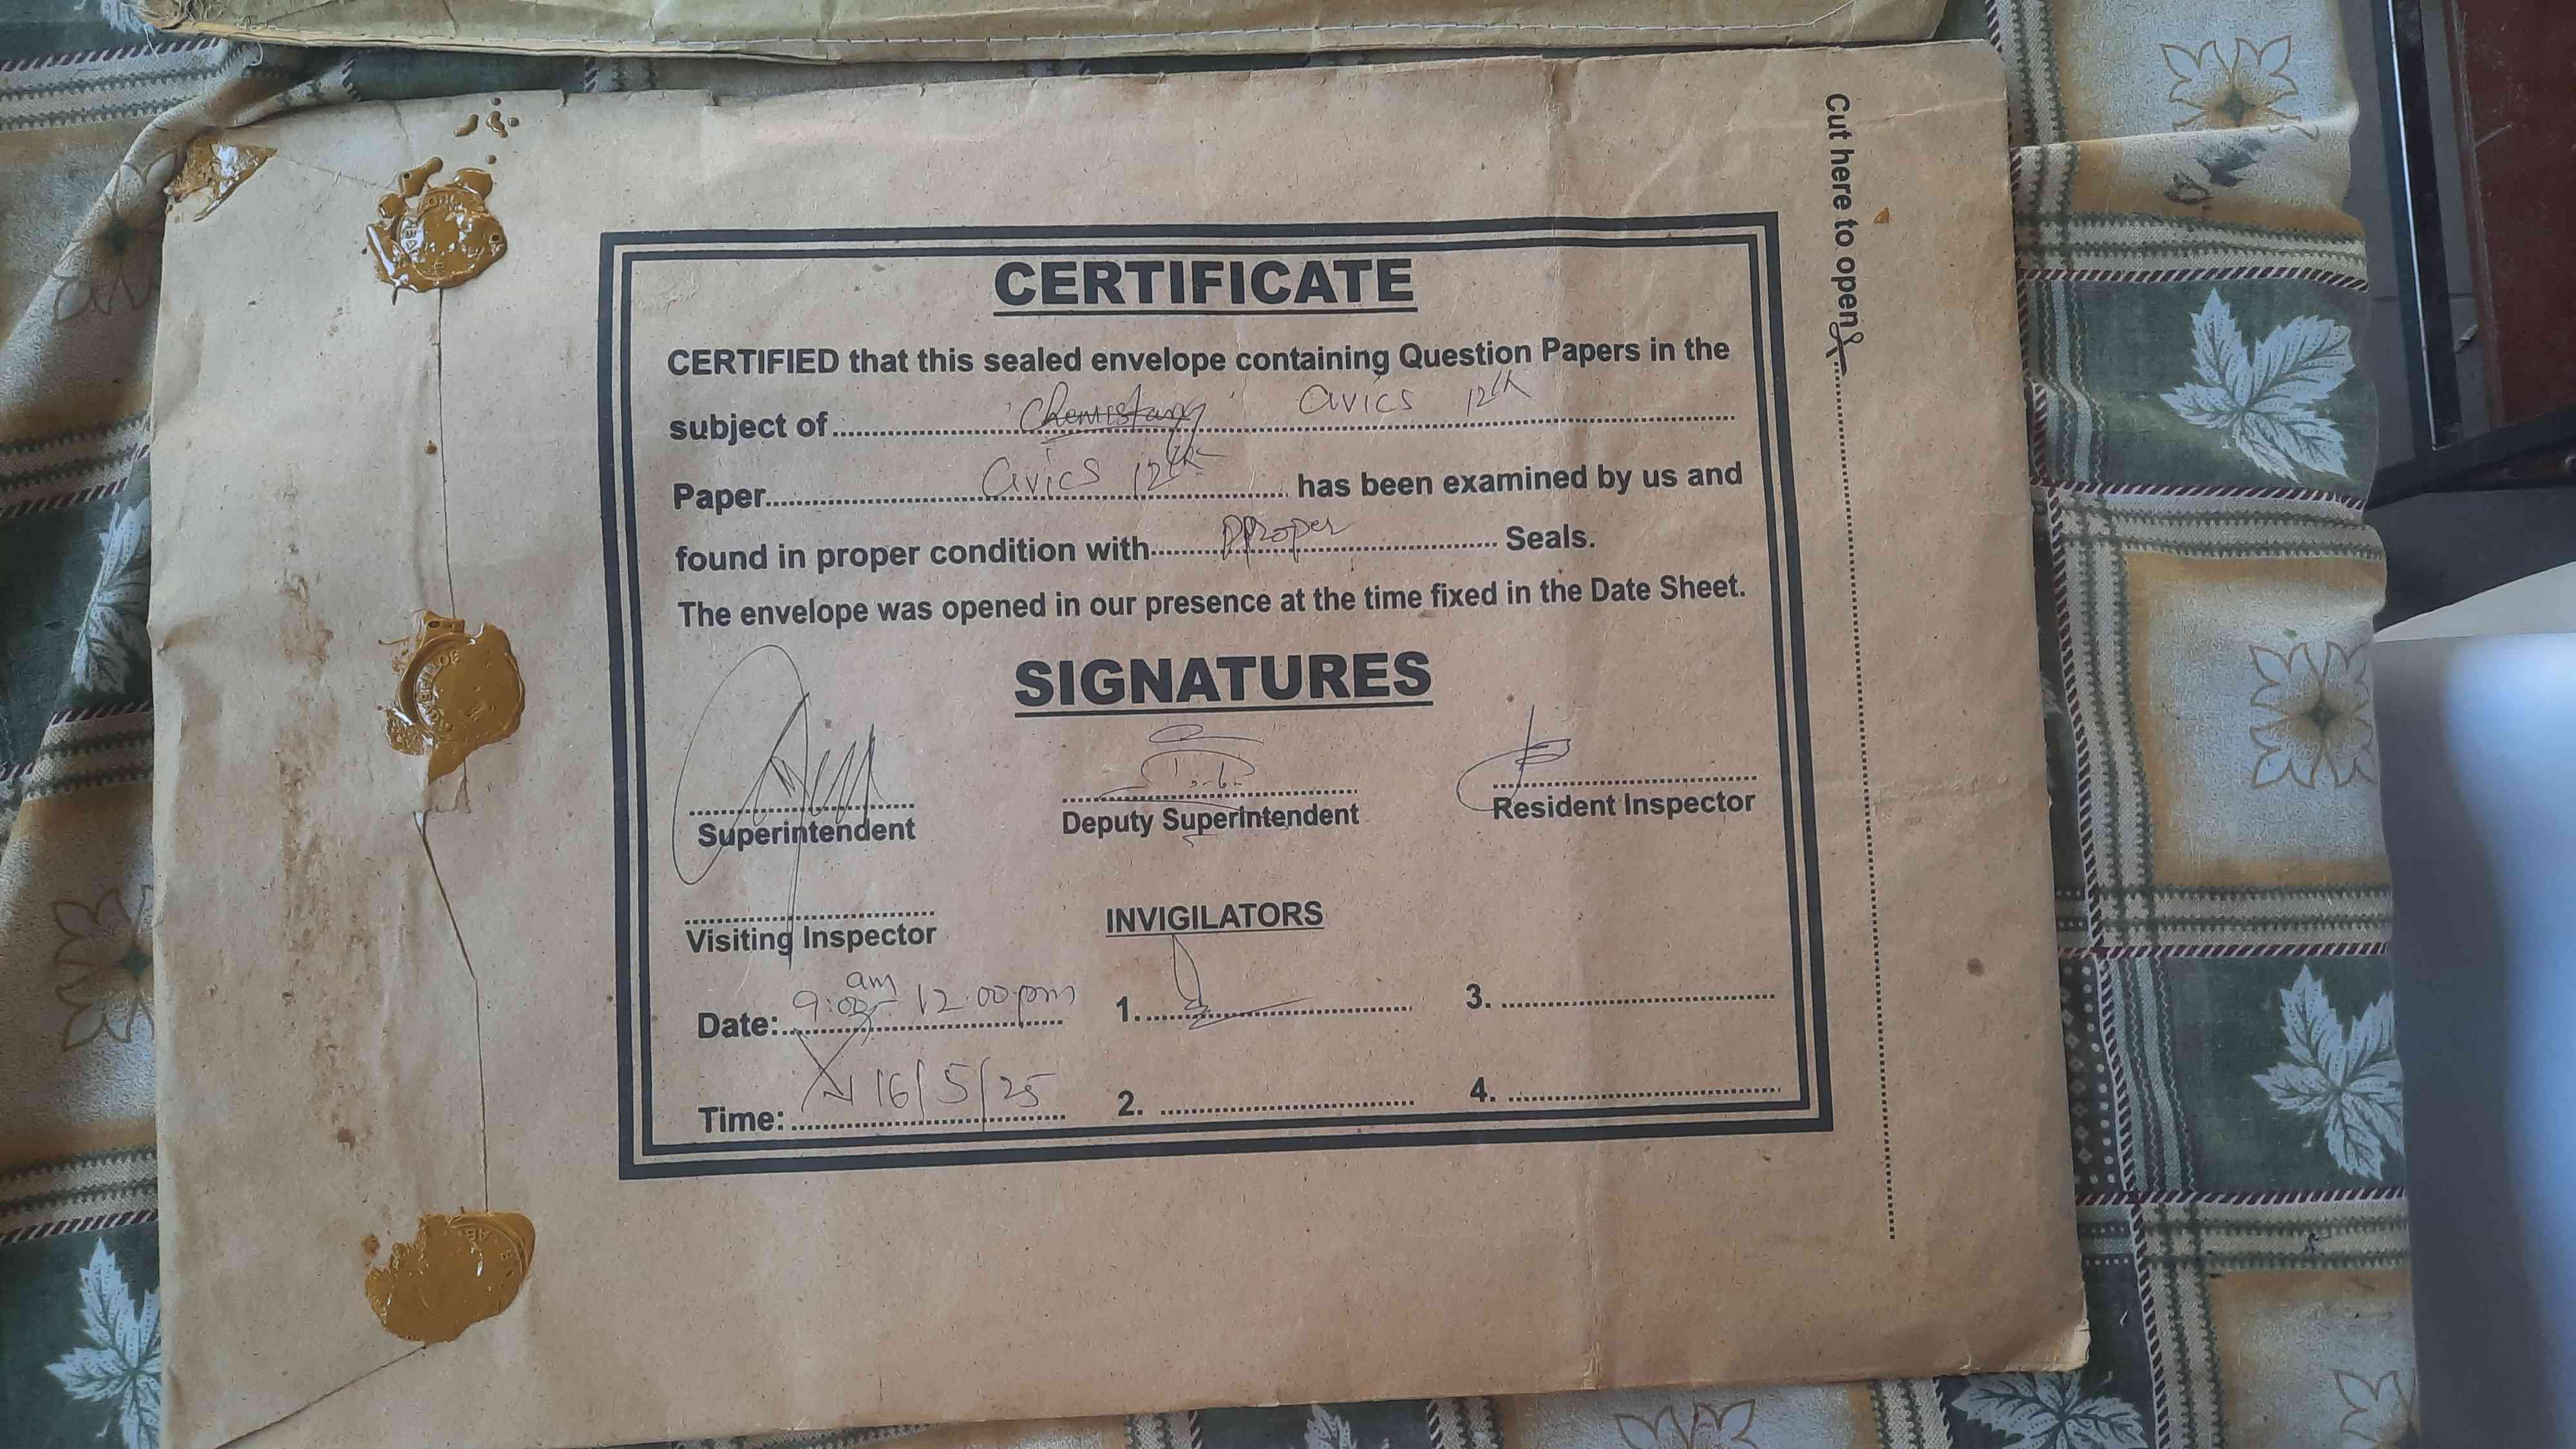 CERTIFICATE
CERTIFIED that this sealed envelope containing Question Papers in the
subject of Chemistary Civics 12th
Paper Civics 12th has been examined by us and
found in proper condition with Proper Seals.
The envelope was opened in our presence at the time fixed in the Date Sheet.
SIGNATURES
Superintendent Deputy Superintendent Resident Inspector
Visiting Inspector INVIGILATORS
Date: 9:00 am - 12:00 pm 1. 3.
Time: 16/5/25 2. 4.
Cut here to open